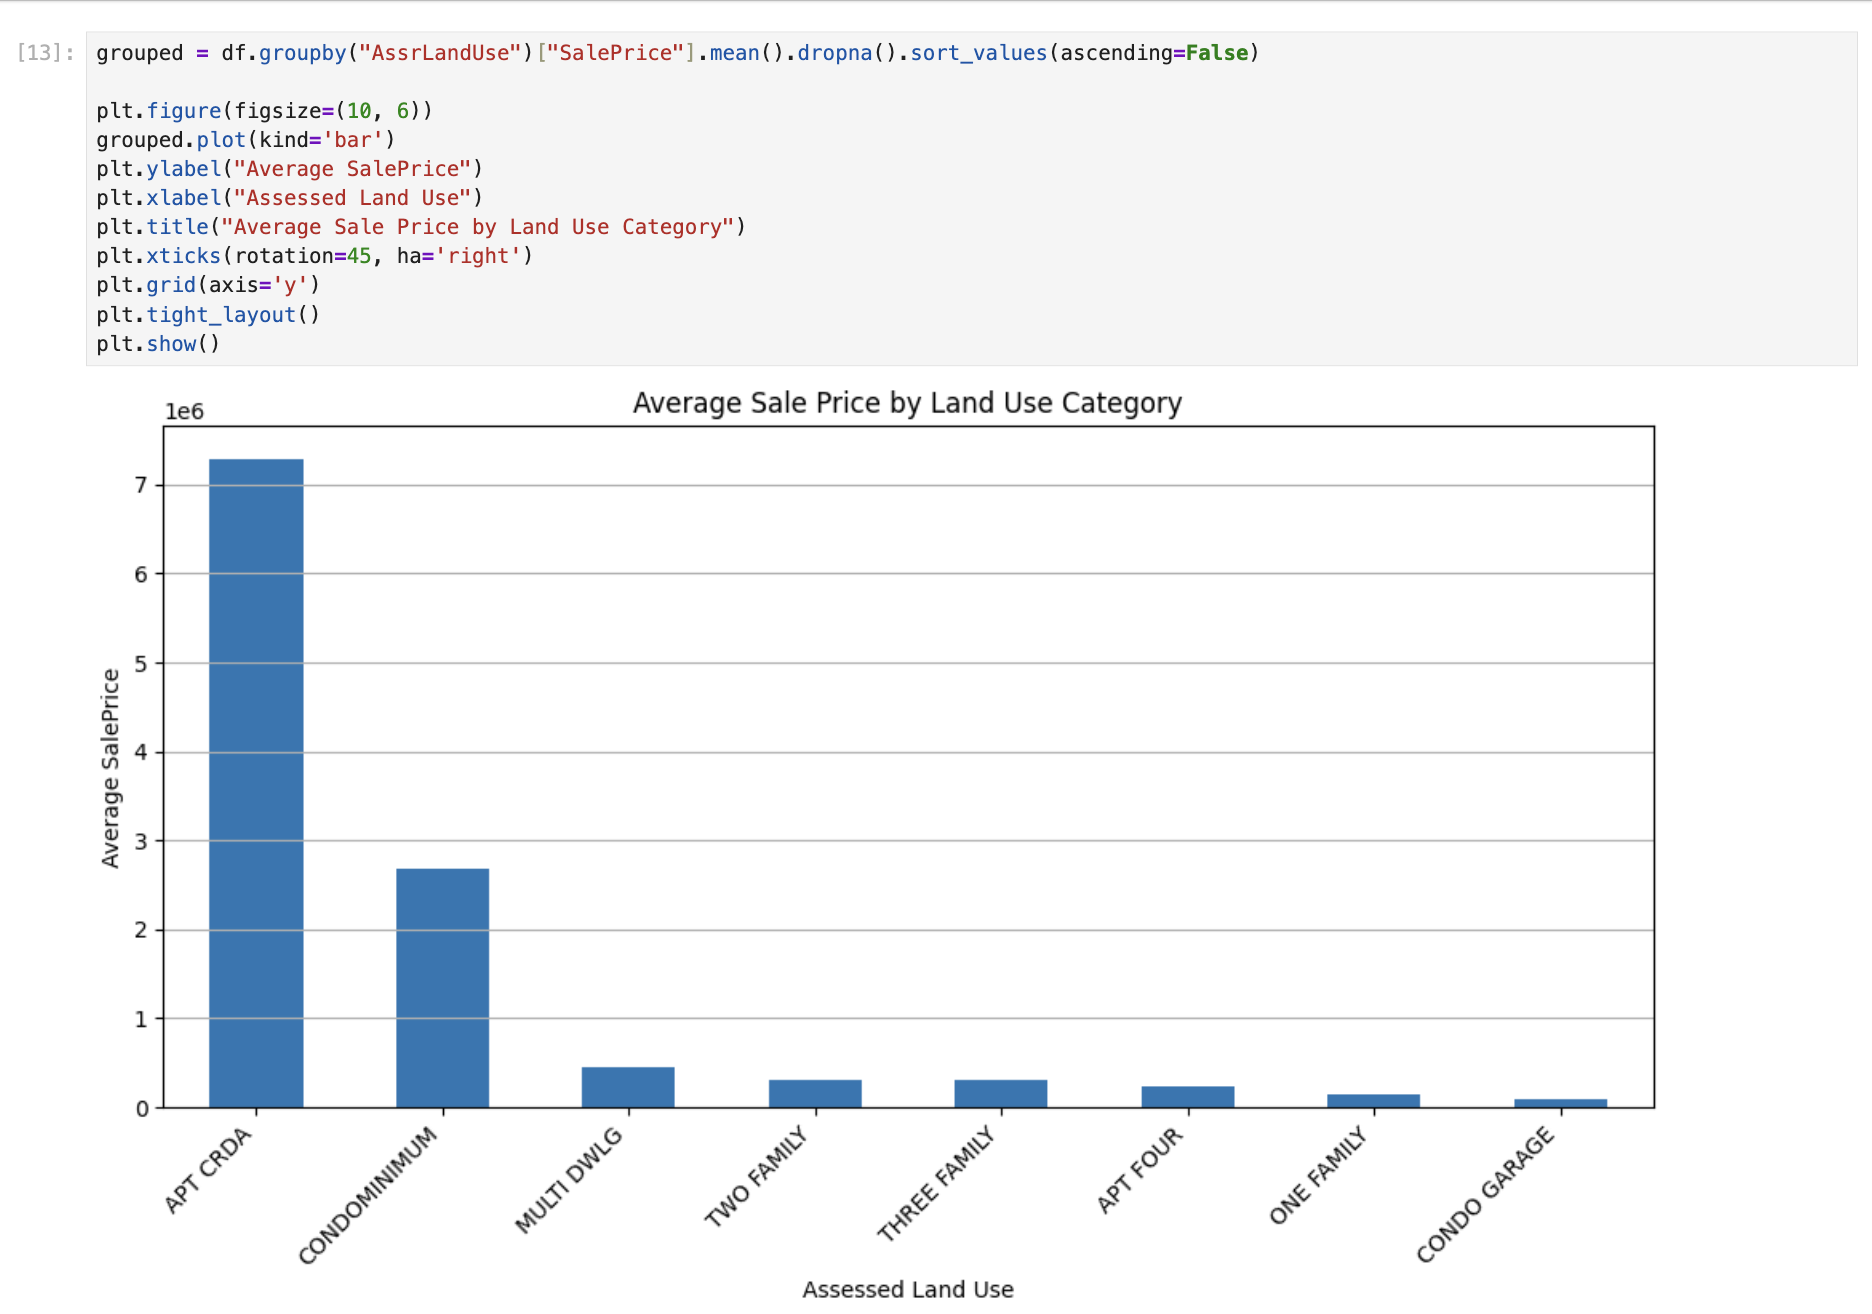 [13]: grouped = df.groupby("AssrLandUse")["SalePrice"].mean().dropna().sort_values(ascending=False)
plt.figure(figsize=(10, 6))
grouped.plot(kind='bar')
plt.ylabel("Average SalePrice")
plt.xlabel("Assessed Land Use")
plt.title("Average Sale Price by Land Use Category")
plt.xticks(rotation=45, ha='right')
plt.grid(axis='y')
plt.tight_layout()
plt.show()
Average Sale Price by Land Use Category
1e6
7
6
5
4
3
2
1
0
Average SalePrice
APT CRDA
CONDOMINIMUM
MULTI DWLG
TWO FAMILY
THREE FAMILY
APT FOUR
ONE FAMILY
CONDO GARAGE
Assessed Land Use